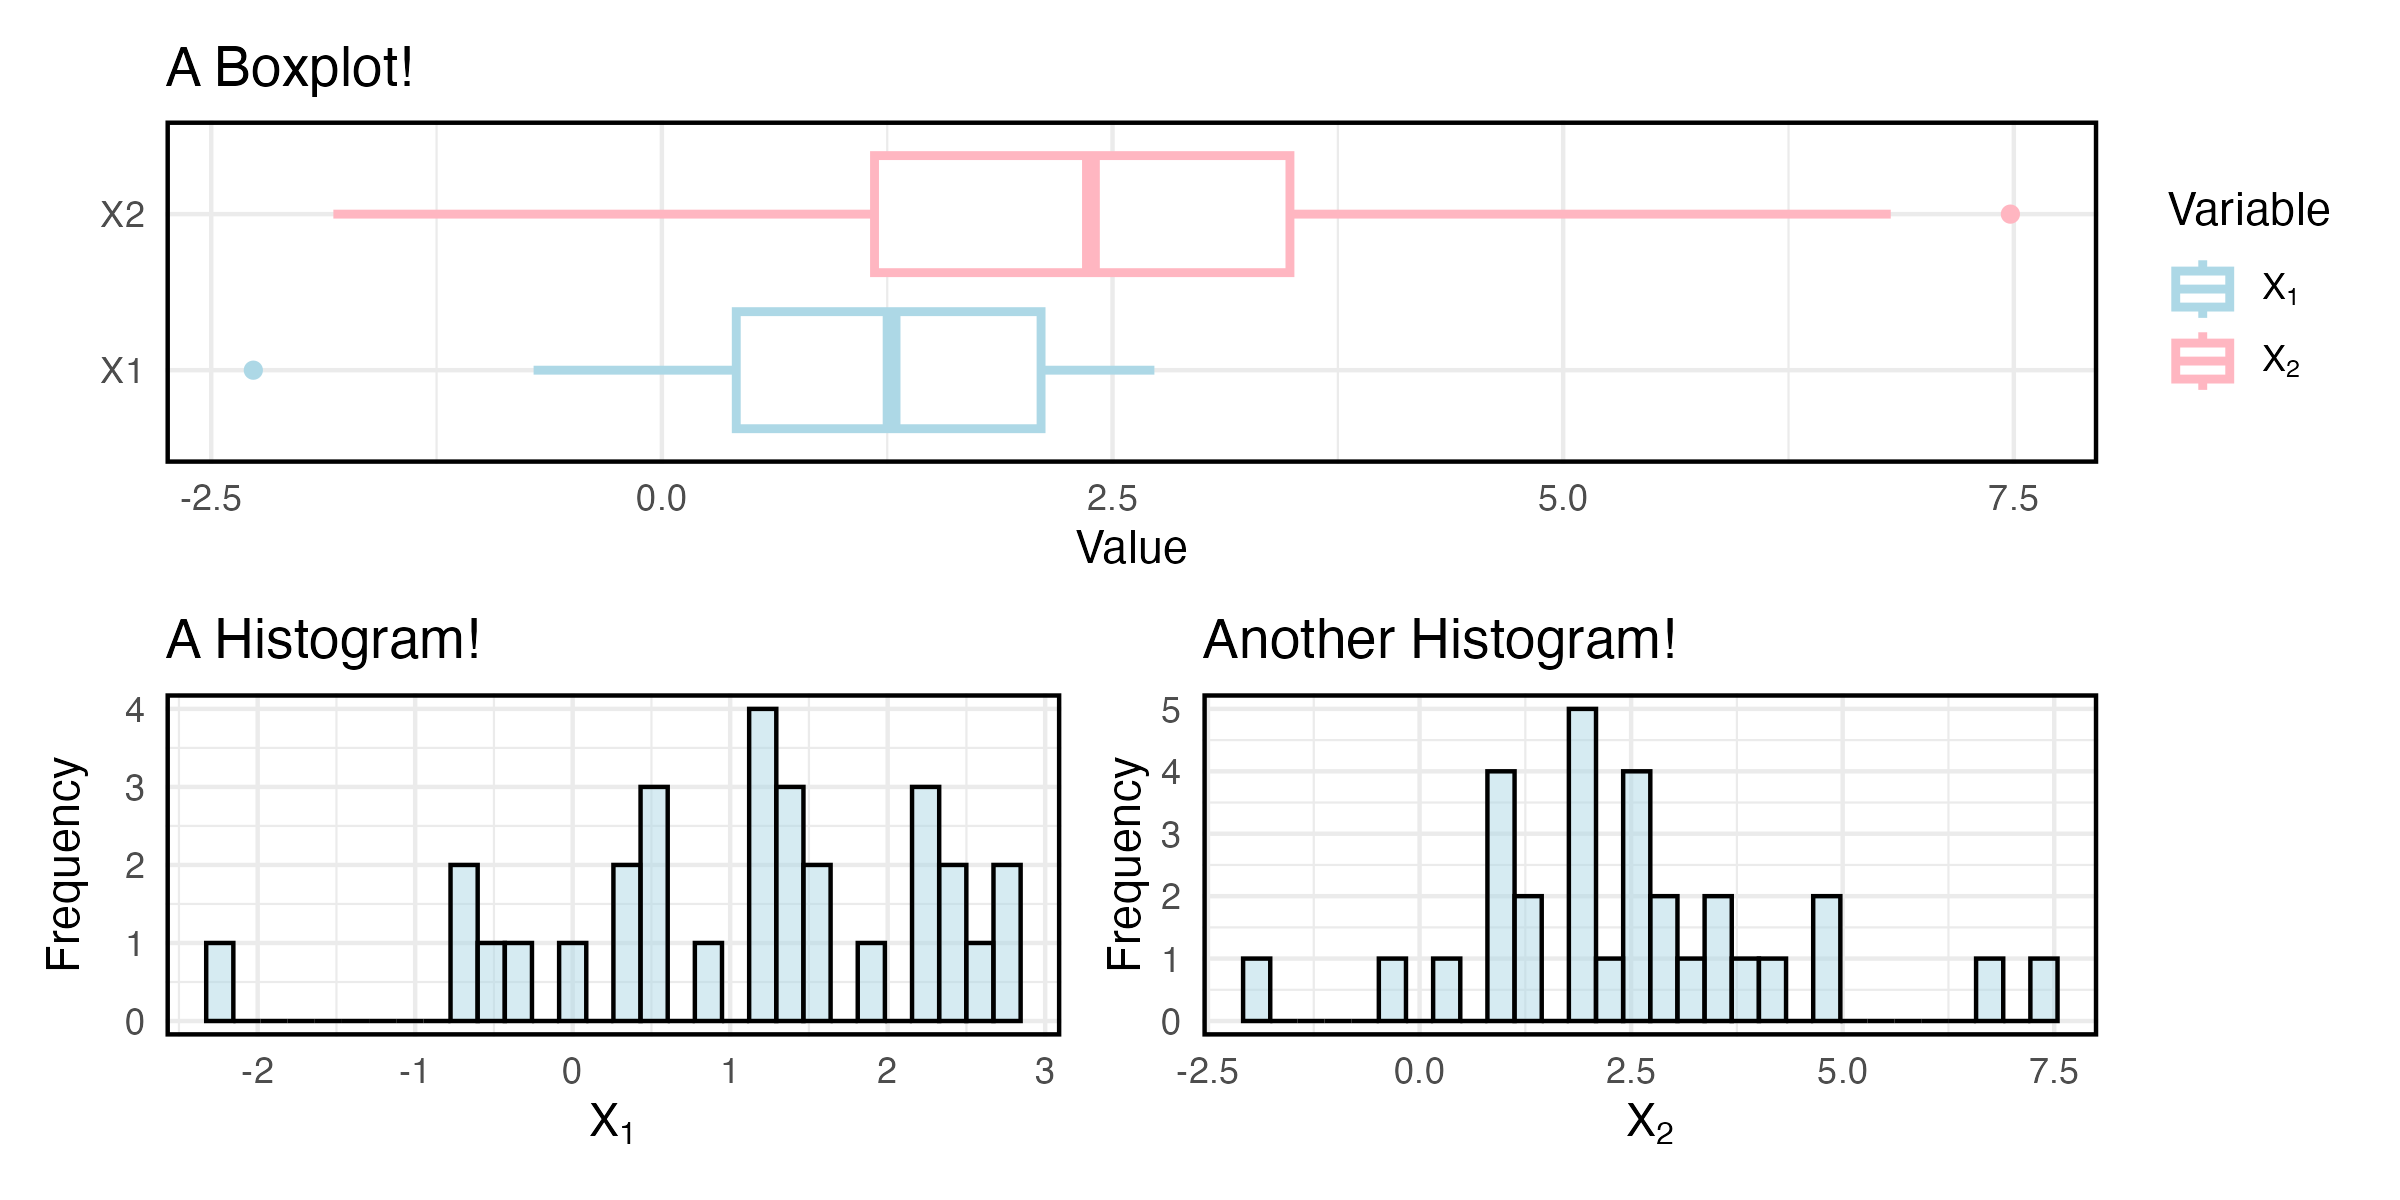 A Boxplot!
X2
X1
-2.5 0.0 2.5 5.0 7.5
Value
Variable
X₁
X₂
A Histogram!
Frequency
4
3
2
1
0
-2 -1 0 1 2 3
X₁
Another Histogram!
Frequency
5
4
3
2
1
0
-2.5 0.0 2.5 5.0 7.5
X₂